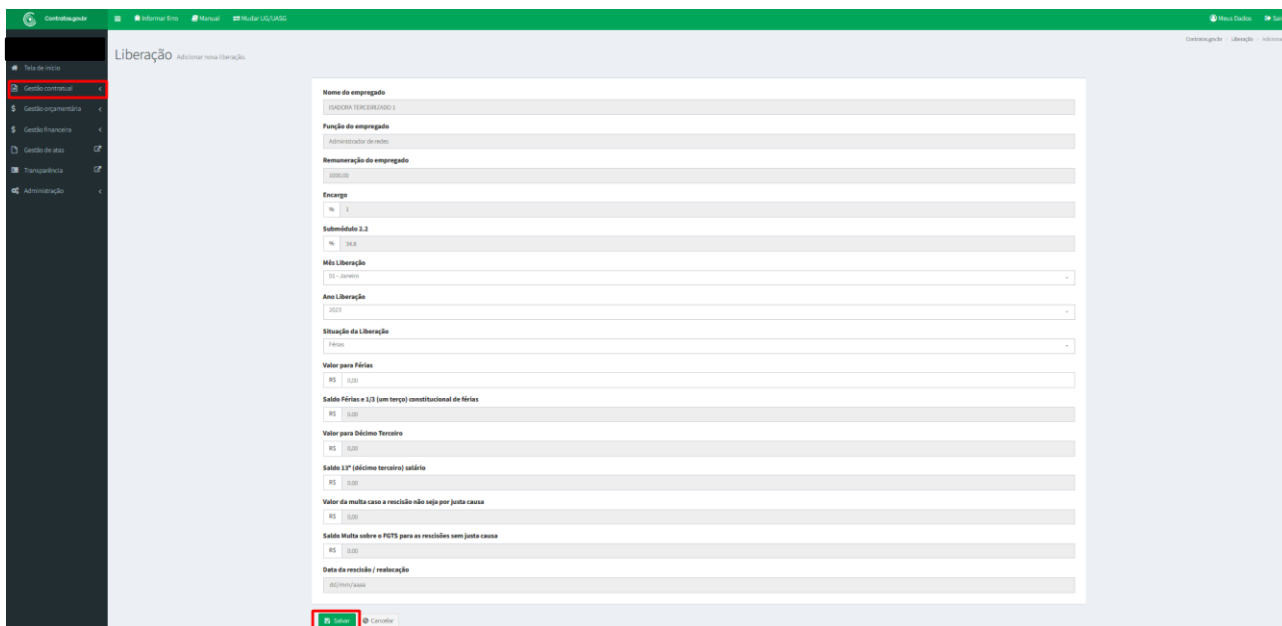 Contratos.gov.br
Informar Erro
Manual
Mudar UG/UASG
Meus Dados
Sai
Contratos.gov.br > Liberação > Adiciona
Liberação Adicionar nova liberação.
Tela de início
Gestão contratual
Gestão orçamentária
Gestão financeira
Gestão de atas
Transparência
Administração
Nome do empregado
ISADORA TERCEIRIZADO 1
Função do empregado
Administrador de redes
Remuneração do empregado
1000.00
Encargo
% 1
Submódulo 2.2
% 34.8
Mês Liberação
01 - Janeiro
Ano Liberação
2023
Situação da Liberação
Férias
Valor para Férias
R$ 0,00
Saldo Férias e 1/3 (um terço) constitucional de férias
R$ 0.00
Valor para Décimo Terceiro
R$ 0,00
Saldo 13º (décimo terceiro) salário
R$ 0.00
Valor da multa caso a rescisão não seja por justa causa
R$ 0,00
Saldo Multa sobre o FGTS para as rescisões sem justa causa
R$ 0.00
Data da rescisão / realocação
dd/mm/aaaa
Salvar
Cancelar